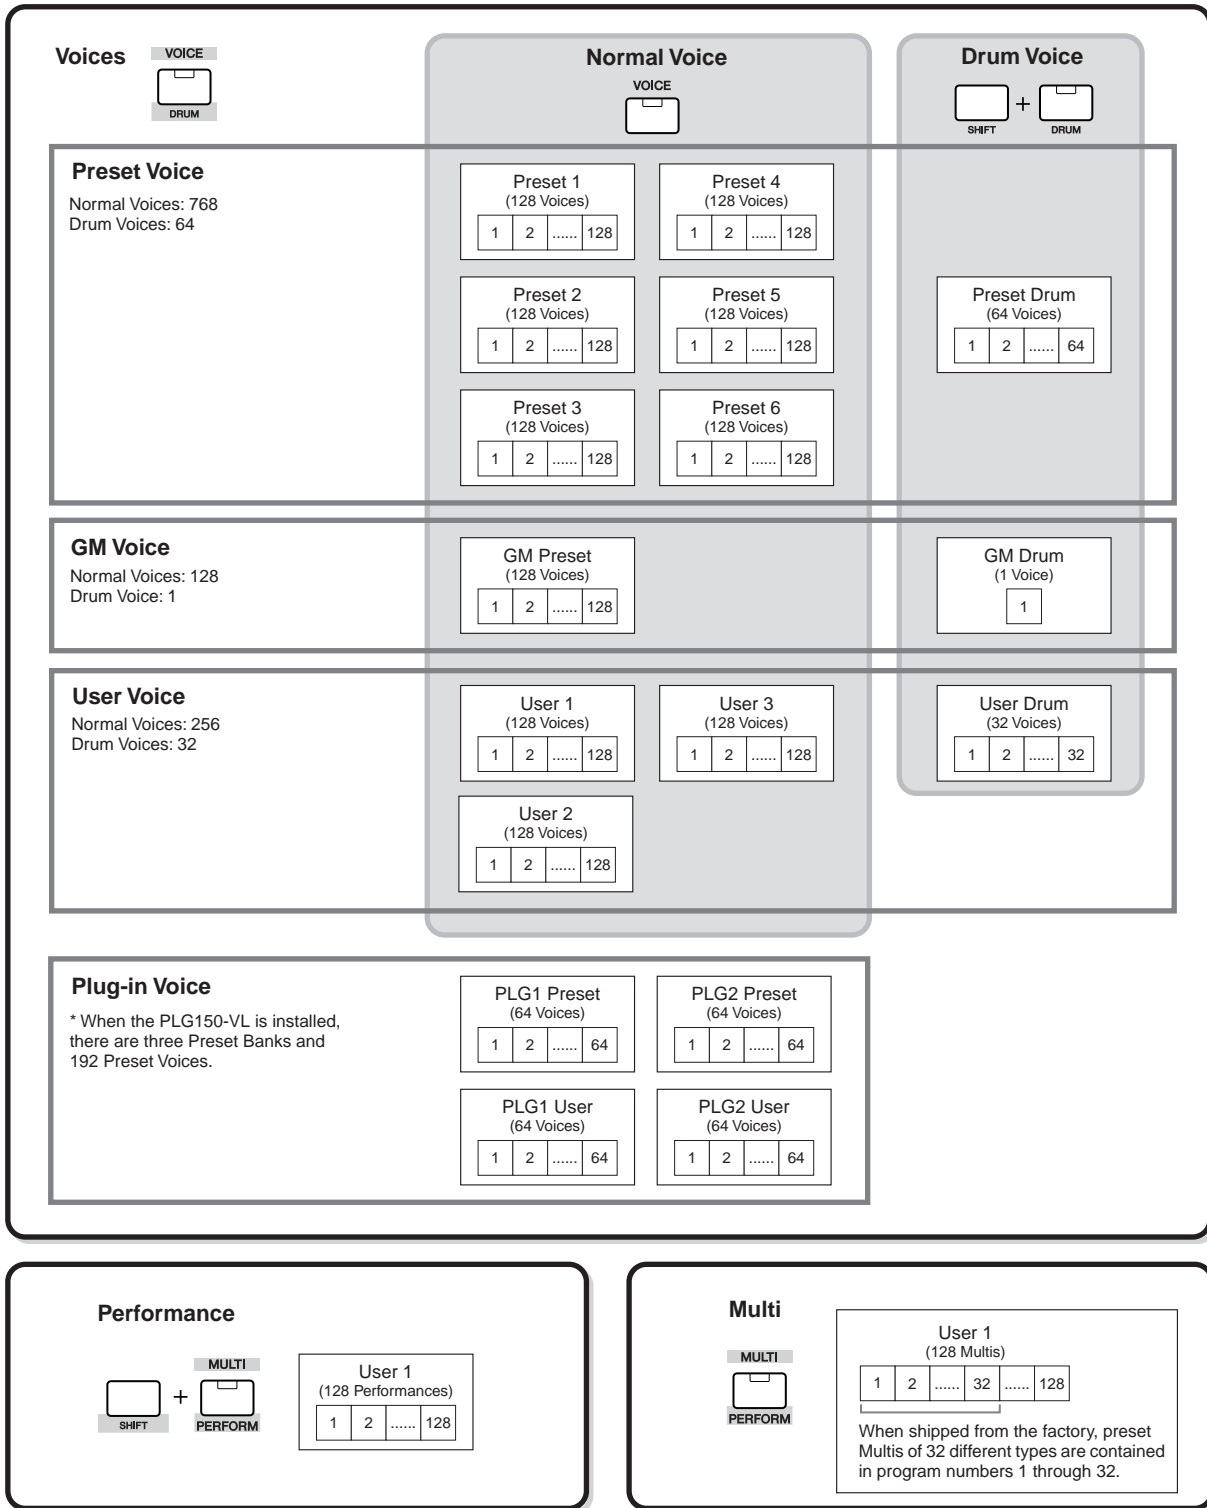 Voices
VOICE
DRUM
Normal Voice
VOICE
Drum Voice
+
SHIFT
DRUM
Preset Voice
Normal Voices: 768
Drum Voices: 64
Preset 1
(128 Voices)
1 2 ...... 128
Preset 4
(128 Voices)
1 2 ...... 128
Preset 2
(128 Voices)
1 2 ...... 128
Preset 5
(128 Voices)
1 2 ...... 128
Preset 3
(128 Voices)
1 2 ...... 128
Preset 6
(128 Voices)
1 2 ...... 128
Preset Drum
(64 Voices)
1 2 ...... 64
GM Voice
Normal Voices: 128
Drum Voice: 1
GM Preset
(128 Voices)
1 2 ...... 128
GM Drum
(1 Voice)
1
User Voice
Normal Voices: 256
Drum Voices: 32
User 1
(128 Voices)
1 2 ...... 128
User 3
(128 Voices)
1 2 ...... 128
User 2
(128 Voices)
1 2 ...... 128
User Drum
(32 Voices)
1 2 ...... 32
Plug-in Voice
* When the PLG150-VL is installed,
there are three Preset Banks and
192 Preset Voices.
PLG1 Preset
(64 Voices)
1 2 ...... 64
PLG2 Preset
(64 Voices)
1 2 ...... 64
PLG1 User
(64 Voices)
1 2 ...... 64
PLG2 User
(64 Voices)
1 2 ...... 64
Performance
SHIFT
+
MULTI
PERFORM
User 1
(128 Performances)
1 2 ...... 128
Multi
MULTI
PERFORM
User 1
(128 Multis)
1 2 ...... 32 ...... 128
When shipped from the factory, preset
Multis of 32 different types are contained
in program numbers 1 through 32.